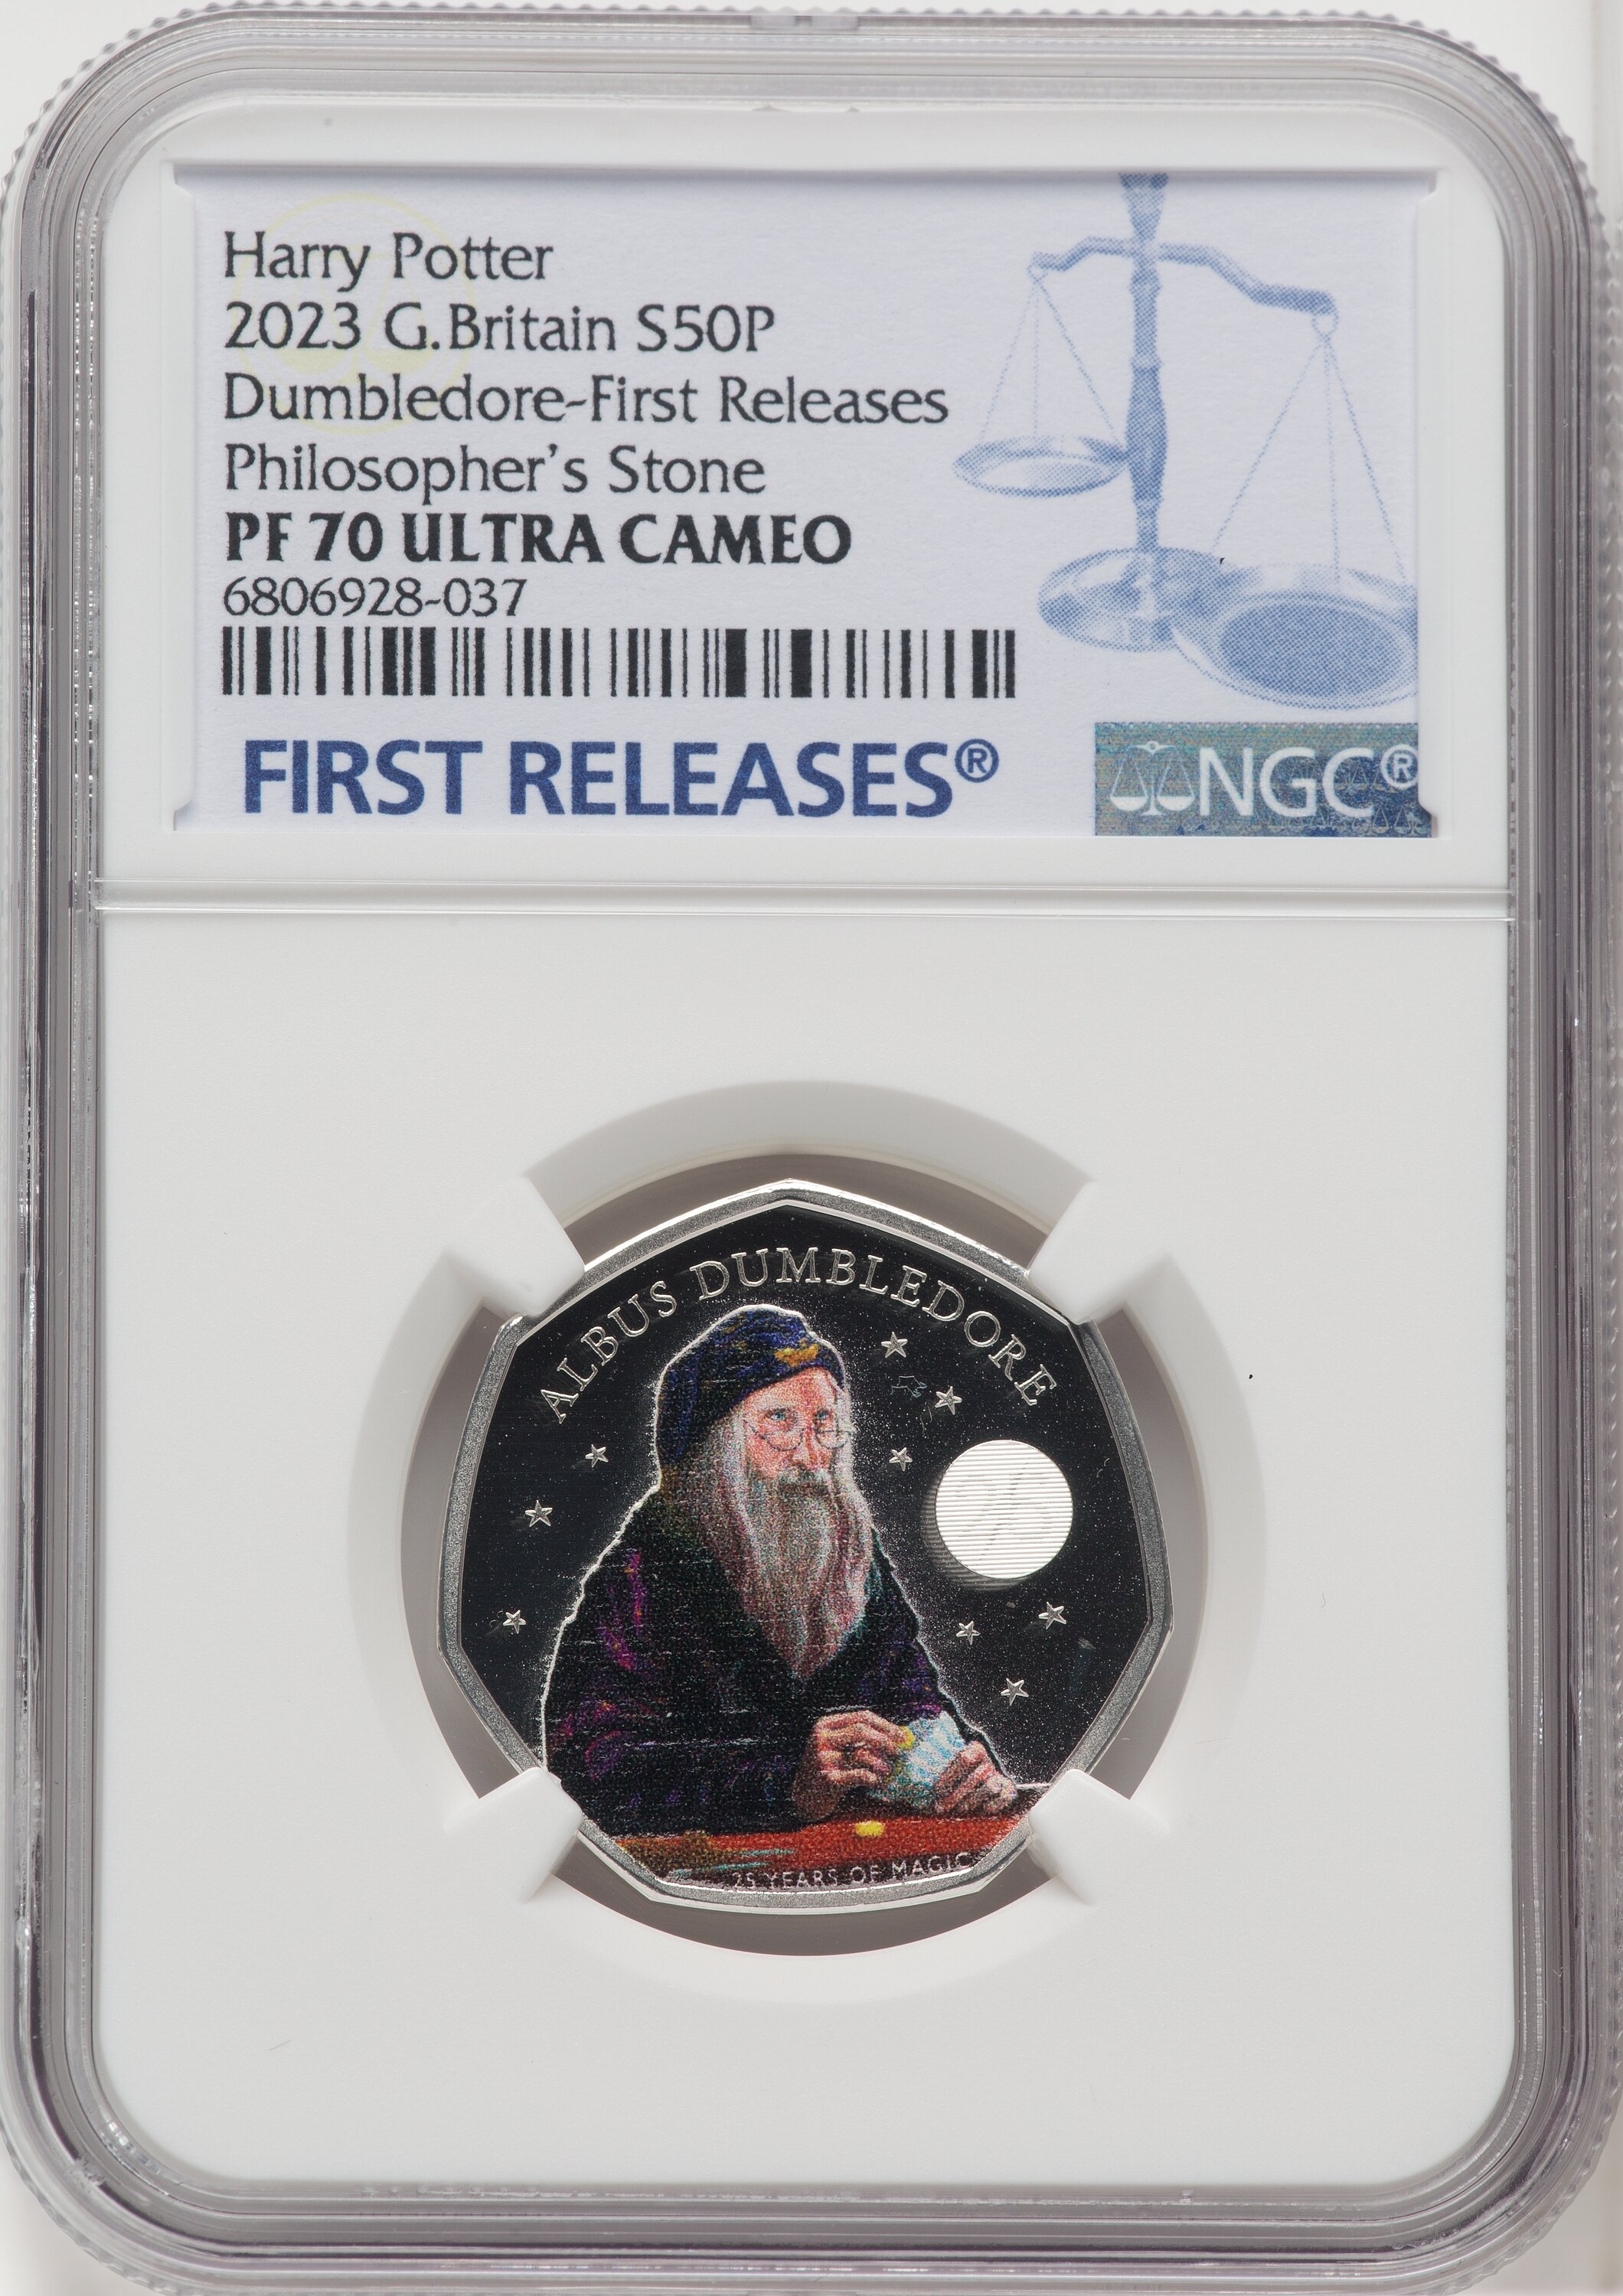 Harry Potter
2023 G.Britain S50P
Dumbledore-First Releases
Philosopher's Stone
PF 70 ULTRA CAMEO
6806928-037
FIRST RELEASES®
NGC®
ALBUS DUMBLEDORE
25 YEARS OF MAGIC